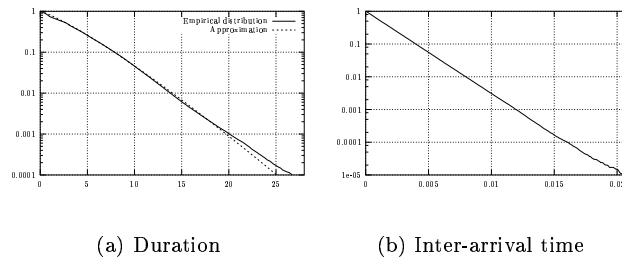 1
0.1
0.01
0.001
0.0001
0 5 10 15 20 25
Empirical distribution
Approximation
(a) Duration
1
0.1
0.01
0.001
0.0001
1e-05
0 0.005 0.01 0.015 0.02
(b) Inter-arrival time